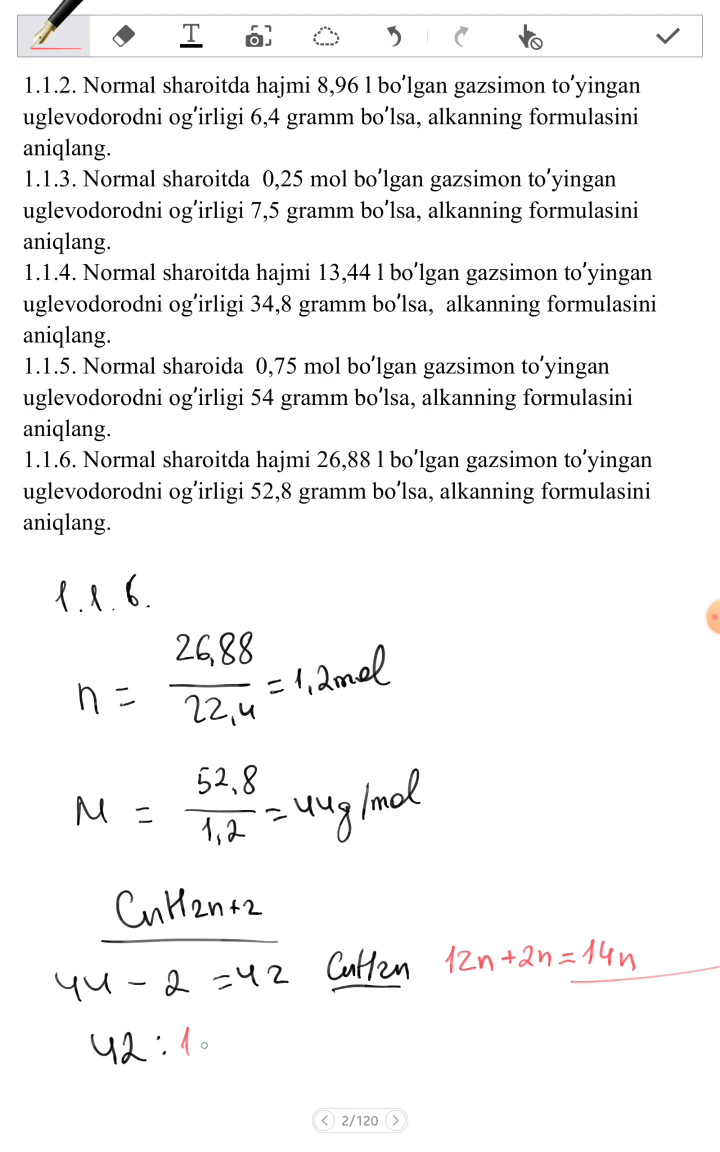 T
1.1.2. Normal sharoitda hajmi 8,96 l bo‘lgan gazsimon to‘yingan
uglevodorodni og‘irligi 6,4 gramm bo‘lsa, alkanning formulasini
aniqlang.
1.1.3. Normal sharoitda  0,25 mol bo‘lgan gazsimon to‘yingan
uglevodorodni og‘irligi 7,5 gramm bo‘lsa, alkanning formulasini
aniqlang.
1.1.4. Normal sharoitda hajmi 13,44 l bo‘lgan gazsimon to‘yingan
uglevodorodni og‘irligi 34,8 gramm bo‘lsa,  alkanning formulasini
aniqlang.
1.1.5. Normal sharoida  0,75 mol bo‘lgan gazsimon to‘yingan
uglevodorodni og‘irligi 54 gramm bo‘lsa, alkanning formulasini
aniqlang.
1.1.6. Normal sharoitda hajmi 26,88 l bo‘lgan gazsimon to‘yingan
uglevodorodni og‘irligi 52,8 gramm bo‘lsa, alkanning formulasini
aniqlang.
1.1.6.
n = 26,88 / 22,4 = 1,2 mol
M = 52,8 / 1,2 = 44 g/mol
CnH2n+2
44 - 2 = 42 CnH2n 12n+2n=14n
42 : 1
2/120